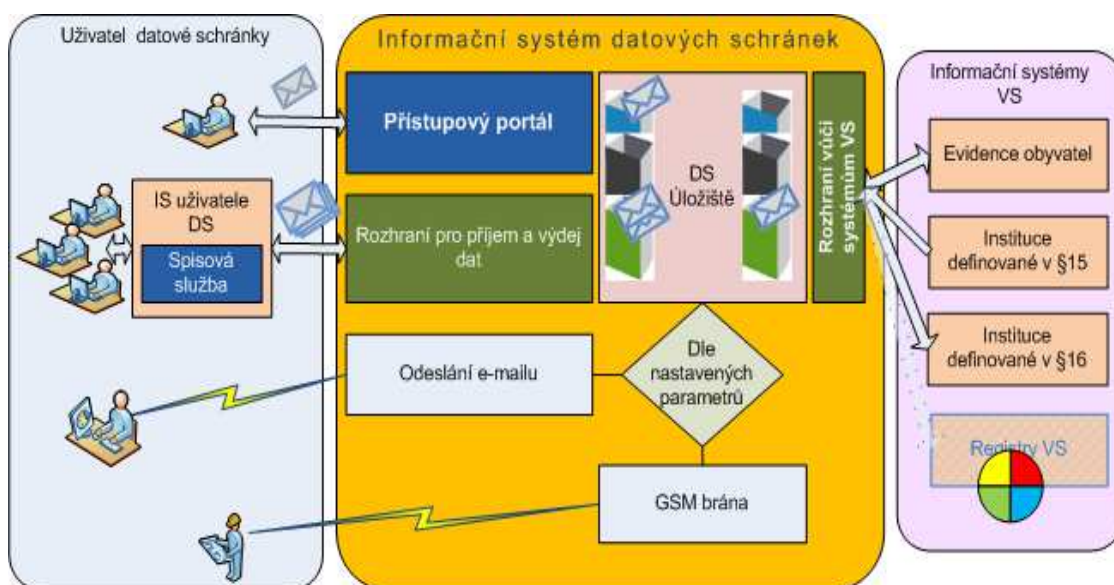 Uživatel datové schránky
IS uživatele
DS
Spisová
služba
Informační systém datových schránek
Přístupový portál
Rozhraní pro příjem a výdej
dat
DS
Úložiště
Rozhraní vůči
systémům VS
Odeslání e-mailu
Dle
nastavených
parametrů
GSM brána
Informační systémy
VS
Evidence obyvatel
Instituce
definované v §15
Instituce
definované v §16
Registry VS